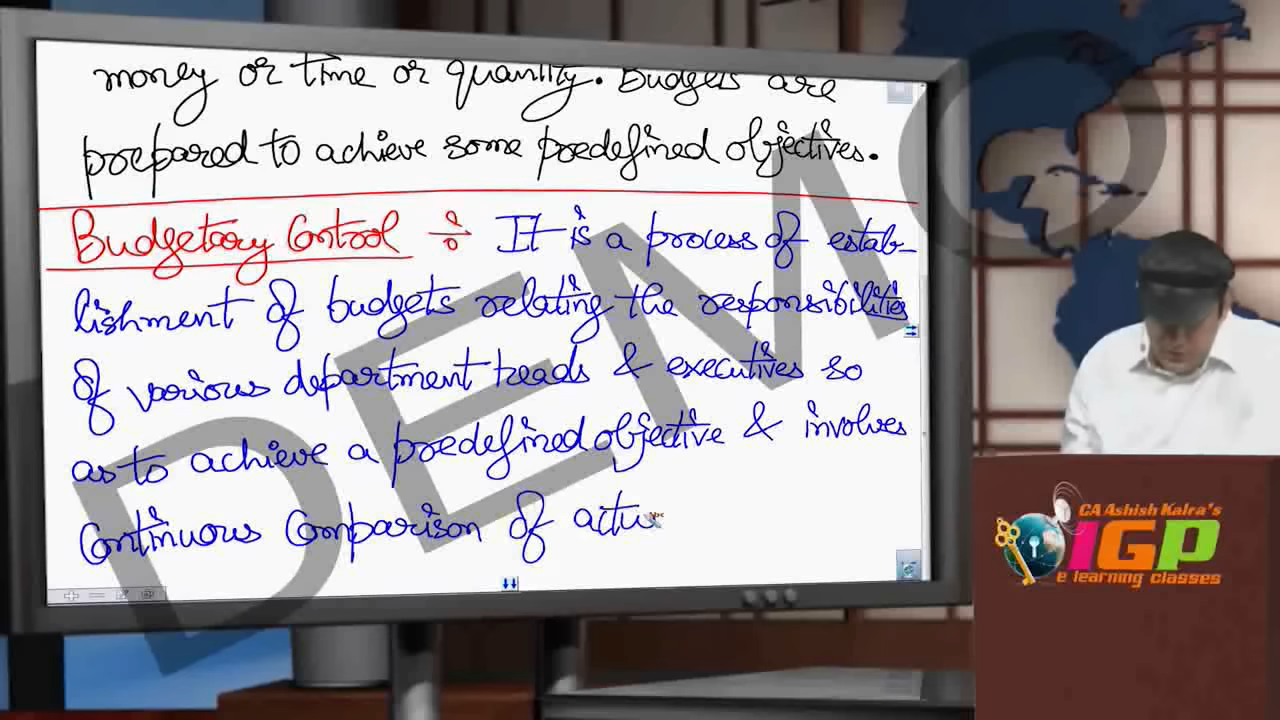 money or time or quantity. Budgets are
prepared to achieve some predefined objectives.
Budgetary Control ÷ It is a process of estab-
lishment of budgets relating the responsibilities
of various department heads & executives so
as to achieve a predefined objective & involves
Continuous Comparison of actu
DEMO
CA Ashish Kalra's
IGP
e learning classes